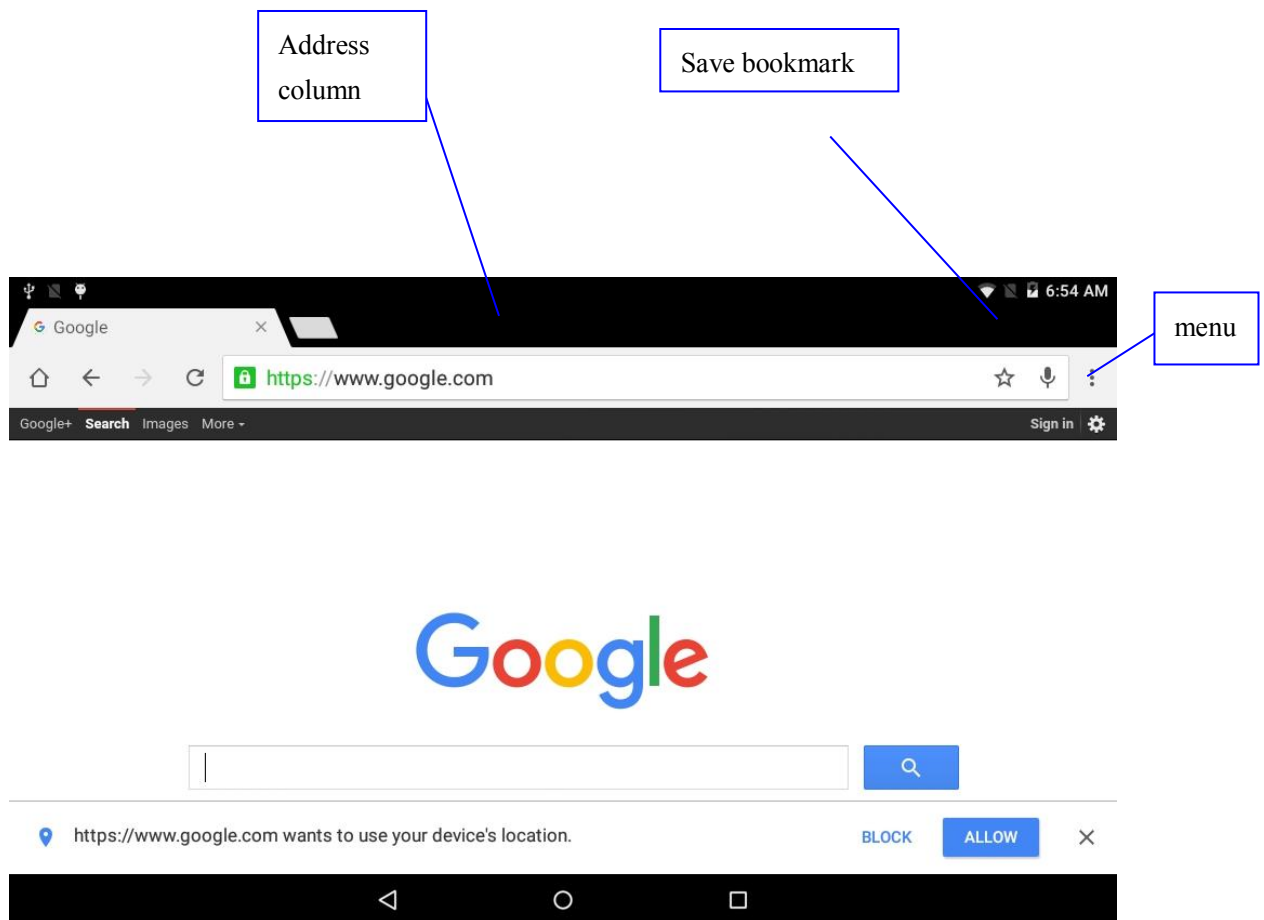 Address
column
Save bookmark
6:54 AM
Google
menu
https://www.google.com
Google+ Search Images More
Sign in
Google
https://www.google.com wants to use your device's location.
BLOCK
ALLOW